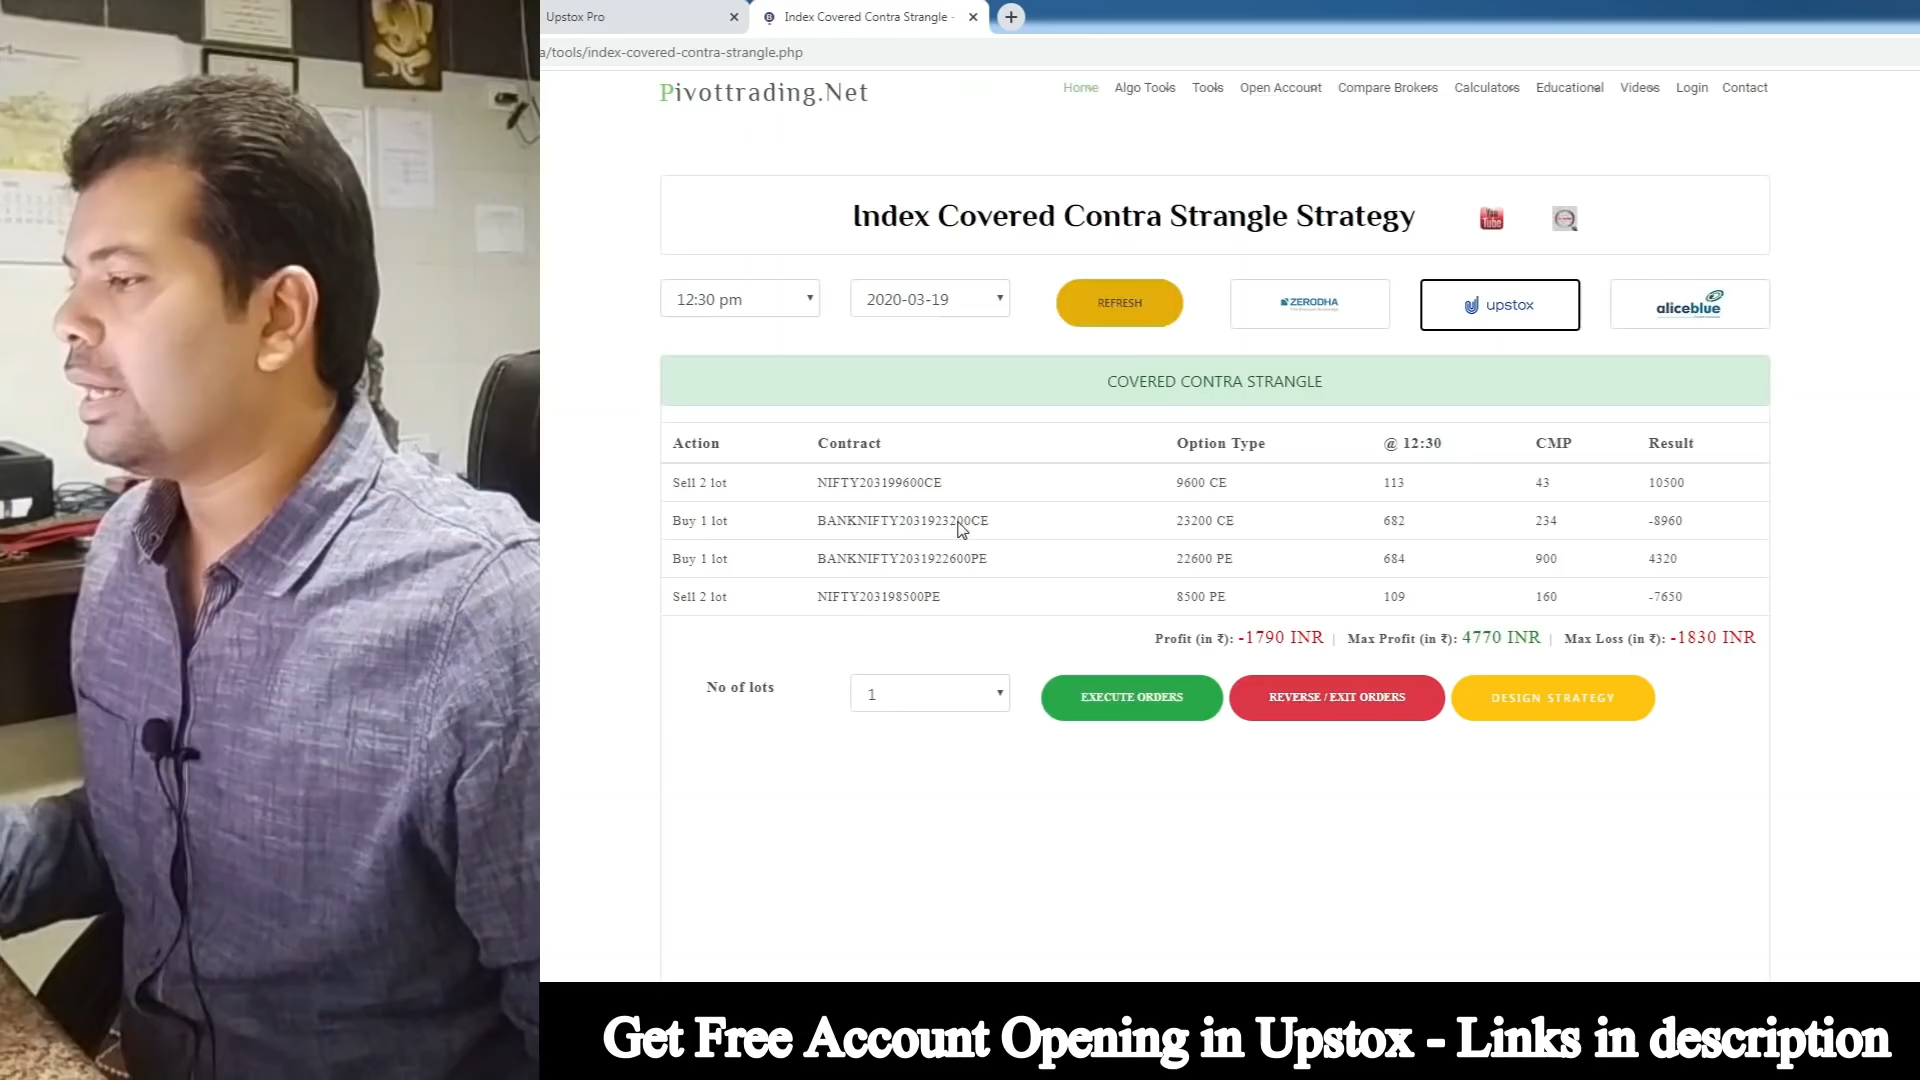 Upstox Pro
Index Covered Contra Strangle -
a/tools/index-covered-contra-strangle.php
Pivottrading.Net
Home Algo Tools Tools Open Account Compare Brokers Calculators Educational Videos Login Contact
Index Covered Contra Strangle Strategy
You Tube
12:30 pm 2020-03-19 REFRESH ZERODHA upstox aliceblue
COVERED CONTRA STRANGLE
Action Contract Option Type @ 12:30 CMP Result
Sell 2 lot NIFTY203199600CE 9600 CE 113 43 10500
Buy 1 lot BANKNIFTY2031923200CE 23200 CE 682 234 -8960
Buy 1 lot BANKNIFTY2031922600PE 22600 PE 684 900 4320
Sell 2 lot NIFTY203198500PE 8500 PE 109 160 -7650
Profit (in ₹): -1790 INR | Max Profit (in ₹): 4770 INR | Max Loss (in ₹): -1830 INR
No of lots 1 EXECUTE ORDERS REVERSE / EXIT ORDERS DESIGN STRATEGY
Get Free Account Opening in Upstox - Links in description